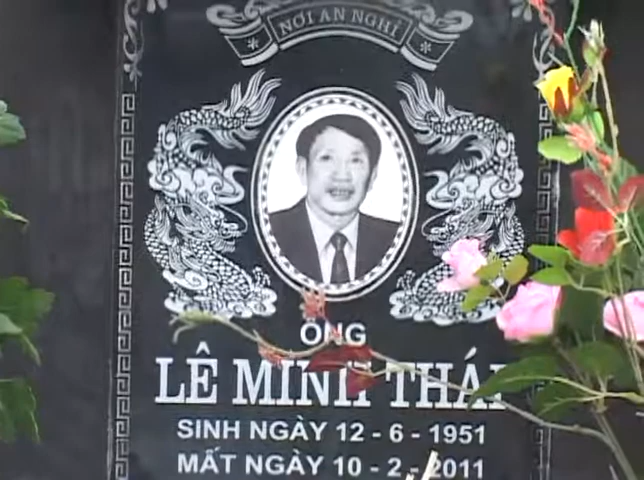 NƠI AN NGHỈ
ÔNG
LÊ MINH THÁI
SINH NGÀY 12 - 6 - 1951
MẤT NGÀY 10 - 2 - 2011